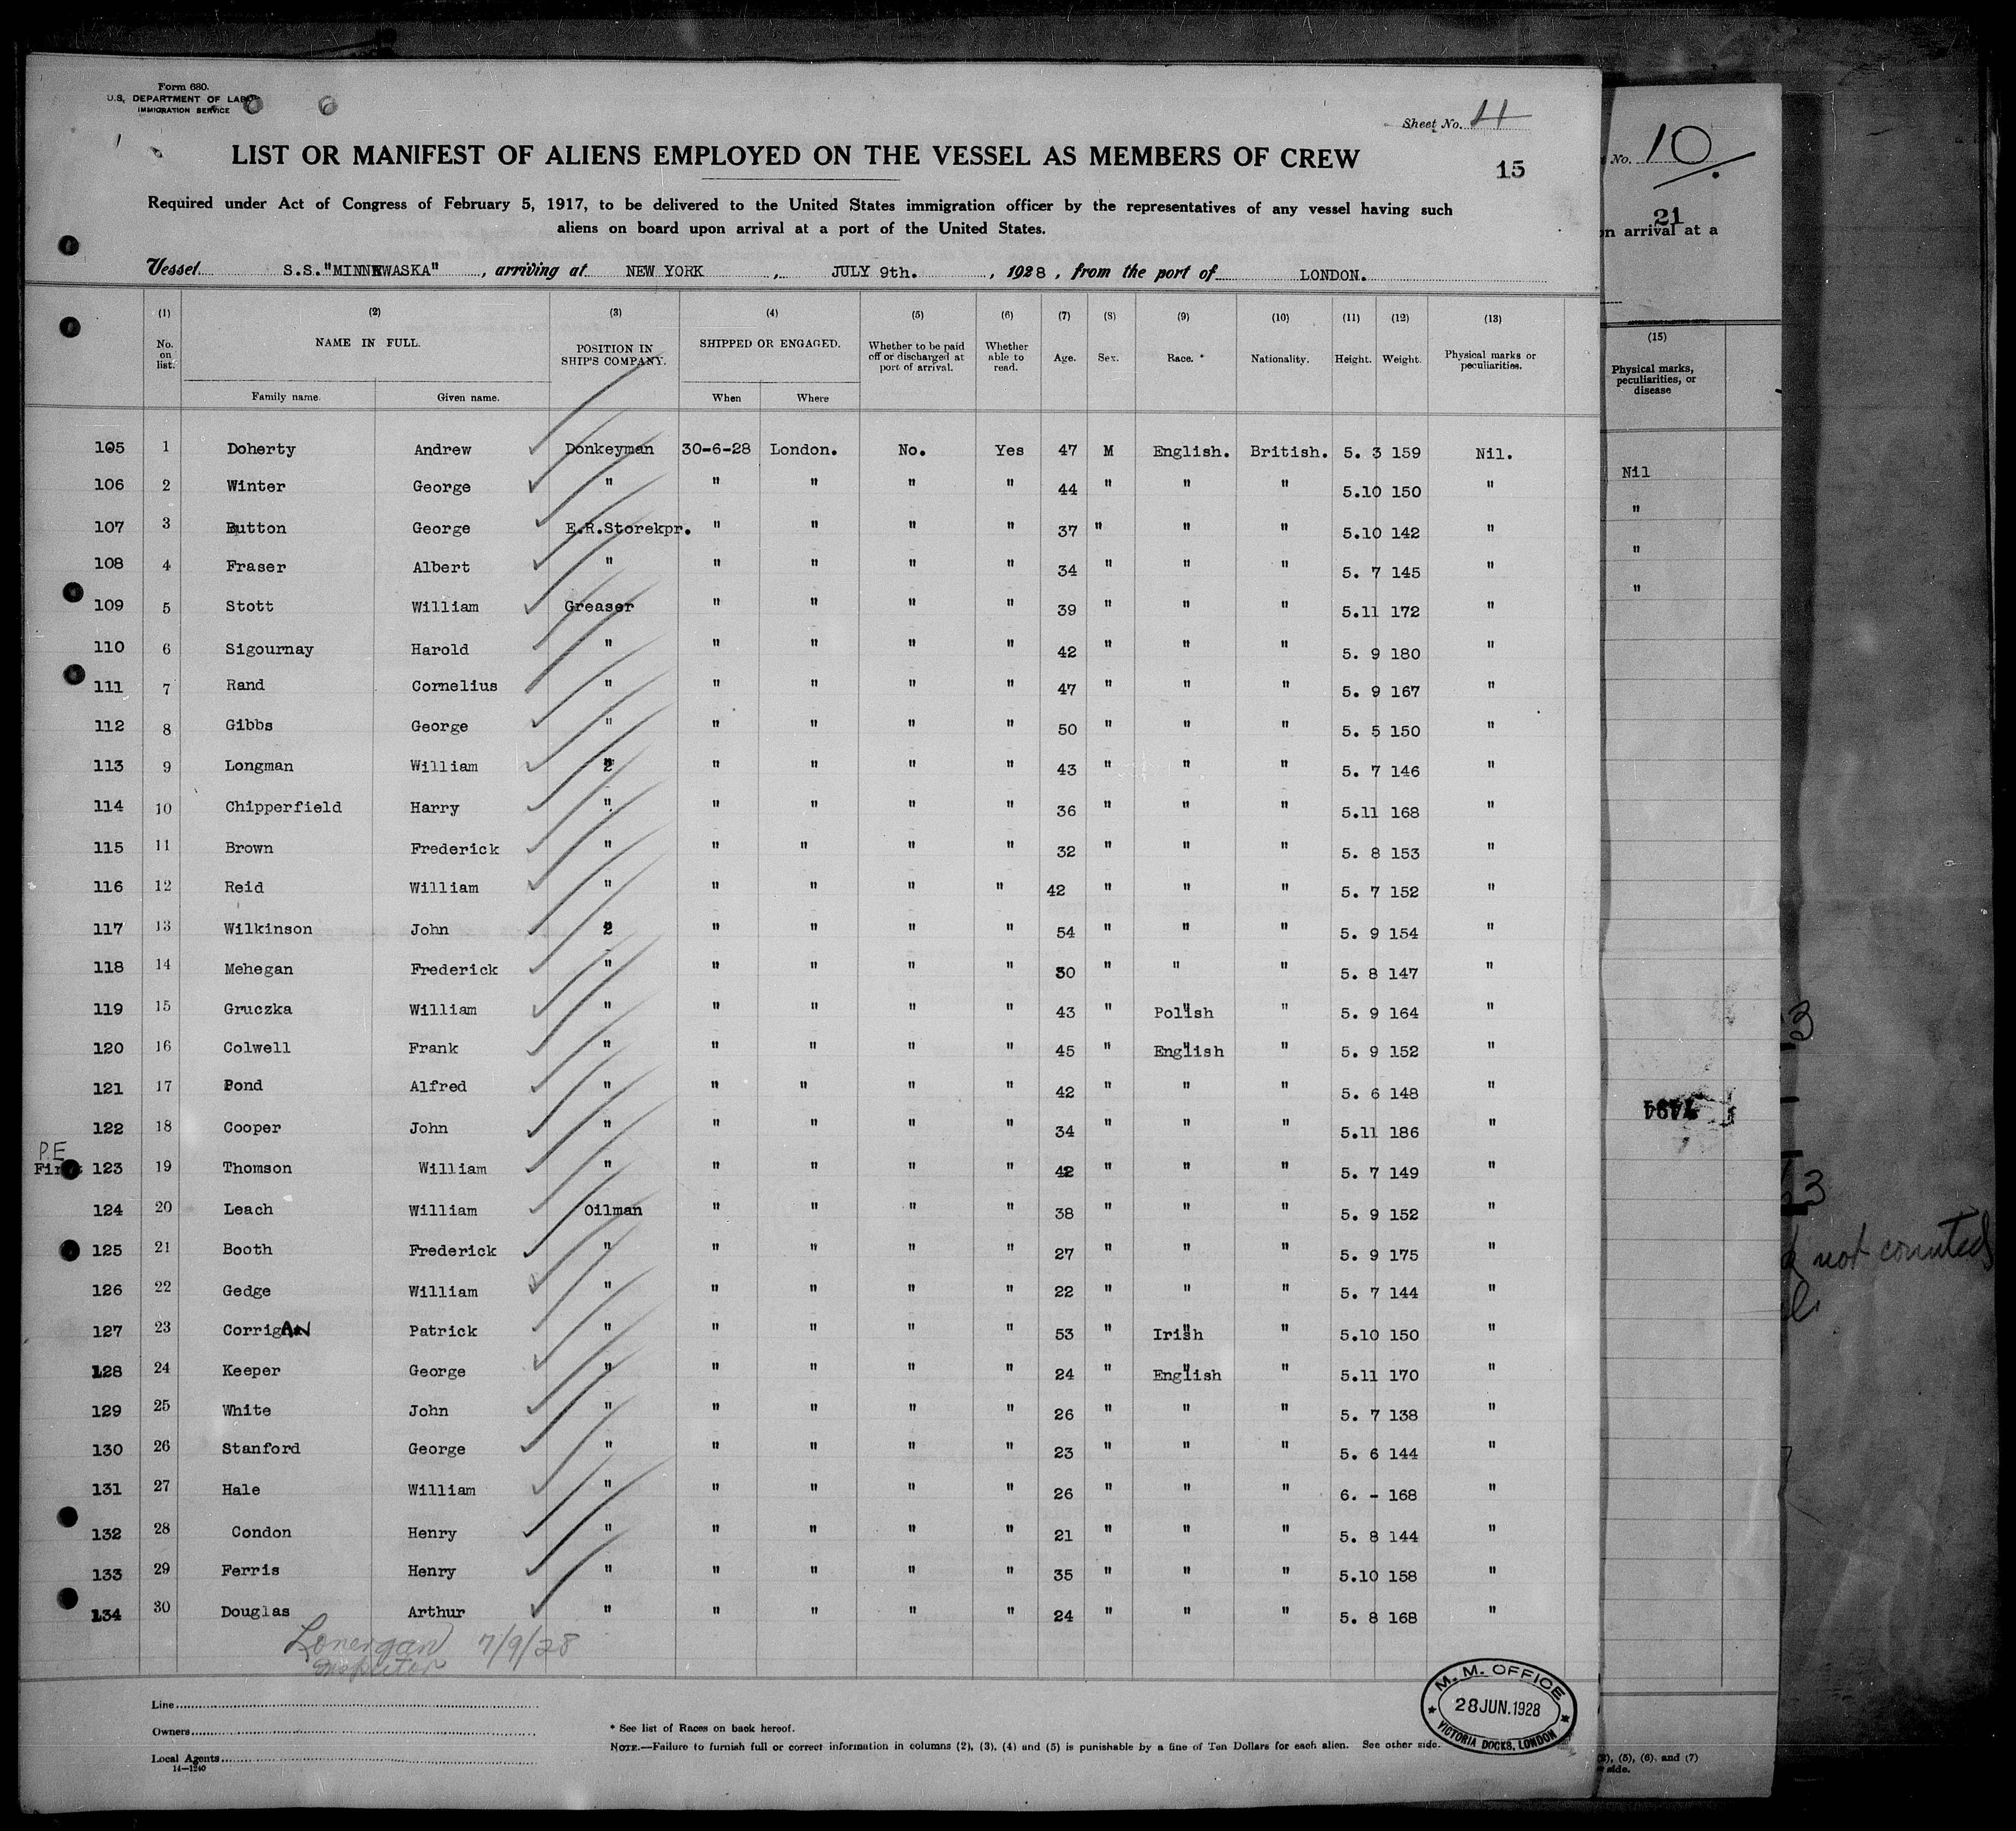 Form 680.
U.S. DEPARTMENT OF LABOR
IMMIGRATION SERVICE
Sheet No. 11
LIST OR MANIFEST OF ALIENS EMPLOYED ON THE VESSEL AS MEMBERS OF CREW
15
Required under Act of Congress of February 5, 1917, to be delivered to the United States immigration officer by the representatives of any vessel having such
aliens on board upon arrival at a port of the United States.
Vessel S.S."MINNEWASKA", arriving at NEW YORK, JULY 9th., 1928, from the port of LONDON.
(1) (2) (3) (4) (5) (6) (7) (8) (9) (10) (11) (12) (13)
No. on list. NAME IN FULL. POSITION IN SHIP'S COMPANY. SHIPPED OR ENGAGED. Whether to be paid off or discharged at port of arrival. Whether able to read. Age. Sex. Race. * Nationality. Height. Weight. Physical marks or peculiarities.
Family name. Given name. When Where
105 1 Doherty Andrew Donkeyman 30-6-28 London. No. Yes 47 M English. British. 5. 3 159 Nil.
106 2 Winter George " " " " " 44 " " " 5.10 150 "
107 3 Button George E.R.Storekpr. " " " " 37 " " " 5.10 142 "
108 4 Fraser Albert " " " " " 34 " " " 5. 7 145 "
109 5 Stott William Greaser " " " " 39 " " " 5.11 172 "
110 6 Sigournay Harold " " " " " 42 " " " 5. 9 180 "
111 7 Rand Cornelius " " " " " 47 " " " 5. 9 167 "
112 8 Gibbs George " " " " " 50 " " " 5. 5 150 "
113 9 Longman William " " " " " 43 " " " 5. 7 146 "
114 10 Chipperfield Harry " " " " " 36 " " " 5.11 168 "
115 11 Brown Frederick " " " " " 32 " " " 5. 8 153 "
116 12 Reid William " " " " " 42 " " " 5. 7 152 "
117 13 Wilkinson John " " " " " 54 " " " 5. 9 154 "
118 14 Mehegan Frederick " " " " " 30 " " " 5. 8 147 "
119 15 Gruczka William " " " " " 43 " Polish " 5. 9 164 "
120 16 Colwell Frank " " " " " 45 " English " 5. 9 152 "
121 17 Pond Alfred " " " " " 42 " " " 5. 6 148 "
122 18 Cooper John " " " " " 34 " " " 5.11 186 "
P.E
First 123 19 Thomson William " " " " " 42 " " " 5. 7 149 "
124 20 Leach William Oilman " " " " 38 " " " 5. 9 152 "
125 21 Booth Frederick " " " " " 27 " " " 5. 9 175 "
126 22 Gedge William " " " " " 22 " " " 5. 7 144 "
127 23 CorrigAN Patrick " " " " " 53 " Irish " 5.10 150 "
128 24 Keeper George " " " " " 24 " English " 5.11 170 "
129 25 White John " " " " " 26 " " " 5. 7 138 "
130 26 Stanford George " " " " " 23 " " " 5. 6 144 "
131 27 Hale William " " " " " 26 " " " 6. - 168 "
132 28 Condon Henry " " " " " 21 " " " 5. 8 144 "
133 29 Ferris Henry " " " " " 35 " " " 5.10 158 "
134 30 Douglas Arthur " " " " " 24 " " " 5. 8 168 "
Lonergan 7/9/28
Inspector
Line
Owners
Local Agents
14-1240
* See list of Races on back hereof.
NOTE.—Failure to furnish full or correct information in columns (2), (3), (4) and (5) is punishable by a fine of Ten Dollars for each alien. See other side.
M. M. OFFICE
28 JUN. 1928
VICTORIA DOCKS, LONDON
No. 10
21
on arrival at a
(15)
Physical marks,
peculiarities, or
disease
Nil
"
"
"
3
3
not counted
(5), (6), and (7)
side.